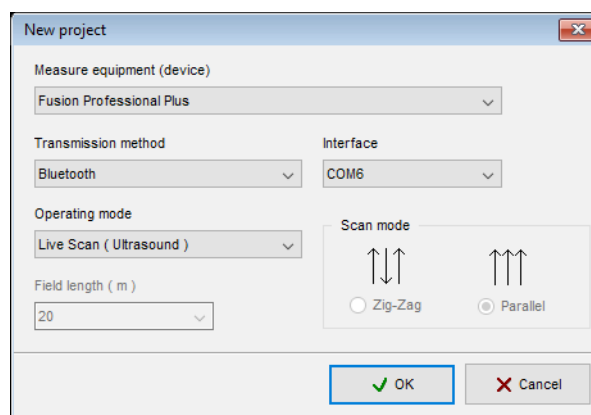 New project
Measure equipment (device)
Fusion Professional Plus
Transmission method
Interface
Bluetooth
COM6
Operating mode
Live Scan ( Ultrasound )
Scan mode
Zig-Zag
Parallel
Field length ( m )
20
OK
Cancel